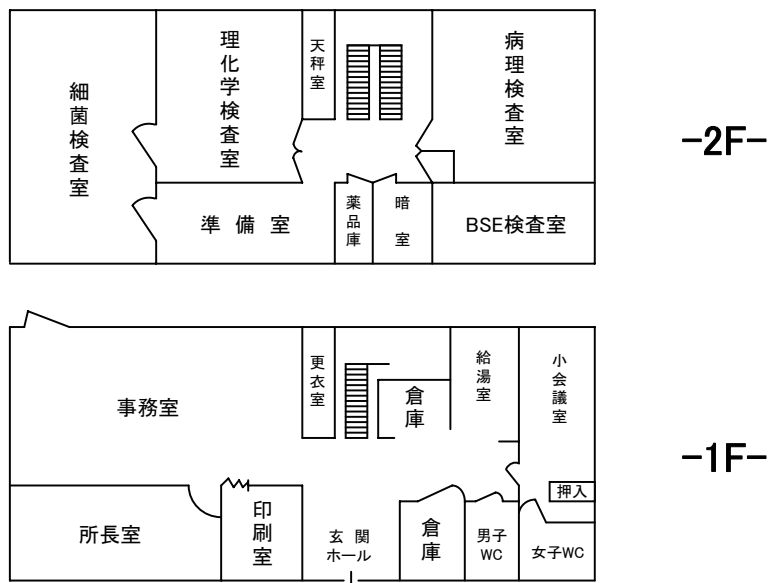 細菌検査室
理化学検査室
天秤室
病理検査室
準備室
薬品庫
暗室
BSE検査室
-2F-
事務室
更衣室
倉庫
給湯室
小会議室
押入
所長室
印刷室
玄関
ホール
倉庫
男子
WC
女子WC
-1F-